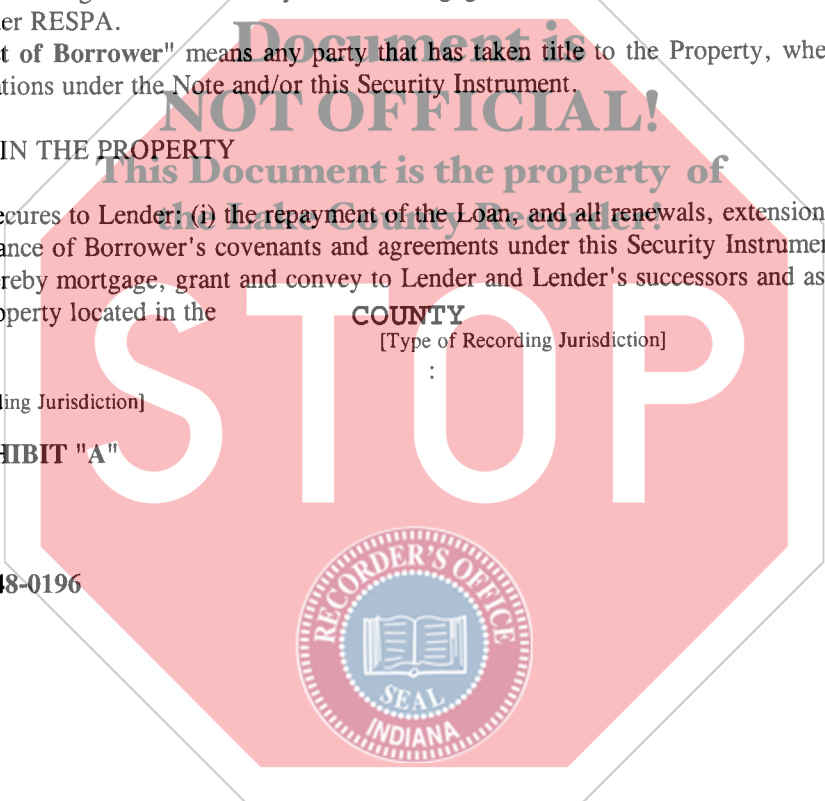 er RESPA.
Document is
t of Borrower" means any party that has taken title to the Property, whe
tions under the Note and/or this Security Instrument.
NOT OFFICIAL!
IN THE PROPERTY
This Document is the property of
ecures to Lender: (i) the repayment of the Loan, and all renewals, extension
the Lake County Recorder!
ance of Borrower's covenants and agreements under this Security Instrumen
reby mortgage, grant and convey to Lender and Lender's successors and as
operty located in the COUNTY
[Type of Recording Jurisdiction]
:
ding Jurisdiction]
HIBIT "A"
STOP
48-0196
RECORDER'S OFFICE
SEAL
INDIANA